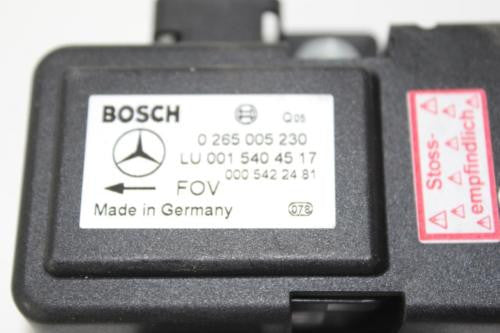 BOSCH Q 05
0 265 005 230
LU 001 540 45 17
000 542 24 81
FOV
Made in Germany 078
Stoss-
empfindlich